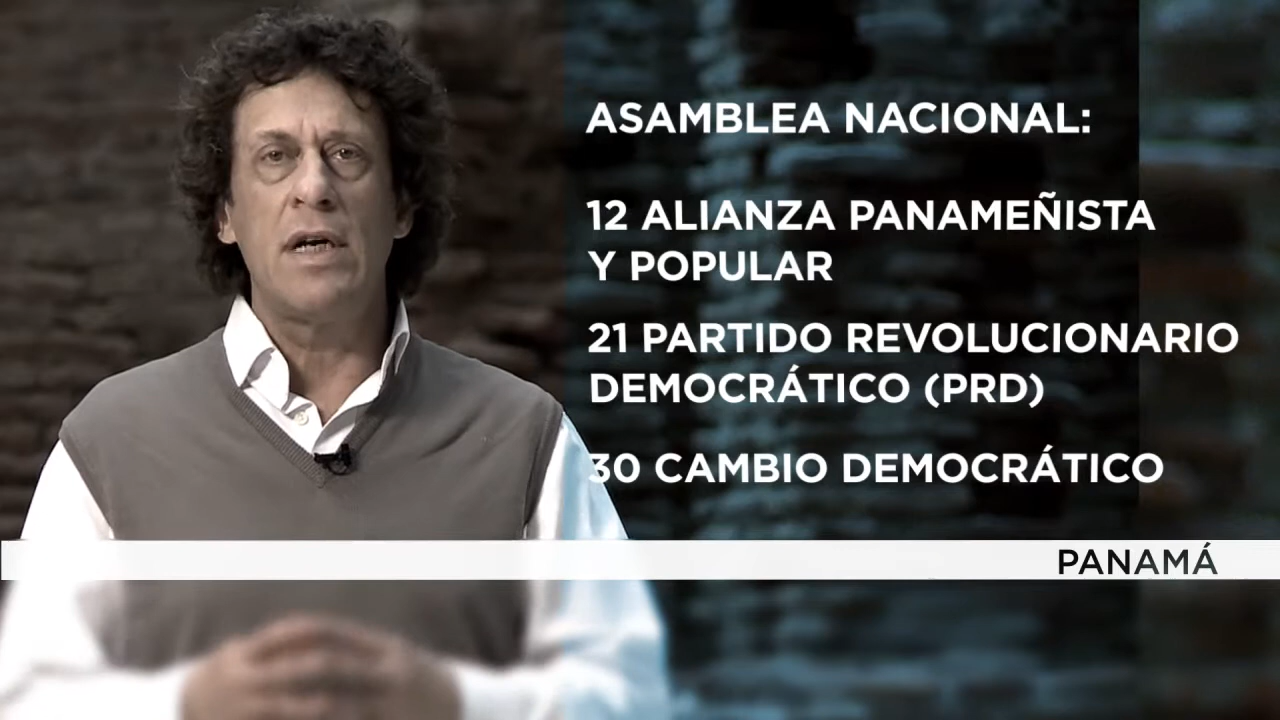 ASAMBLEA NACIONAL:
12 ALIANZA PANAMEÑISTA
Y POPULAR
21 PARTIDO REVOLUCIONARIO
DEMOCRÁTICO (PRD)
30 CAMBIO DEMOCRÁTICO
PANAMÁ